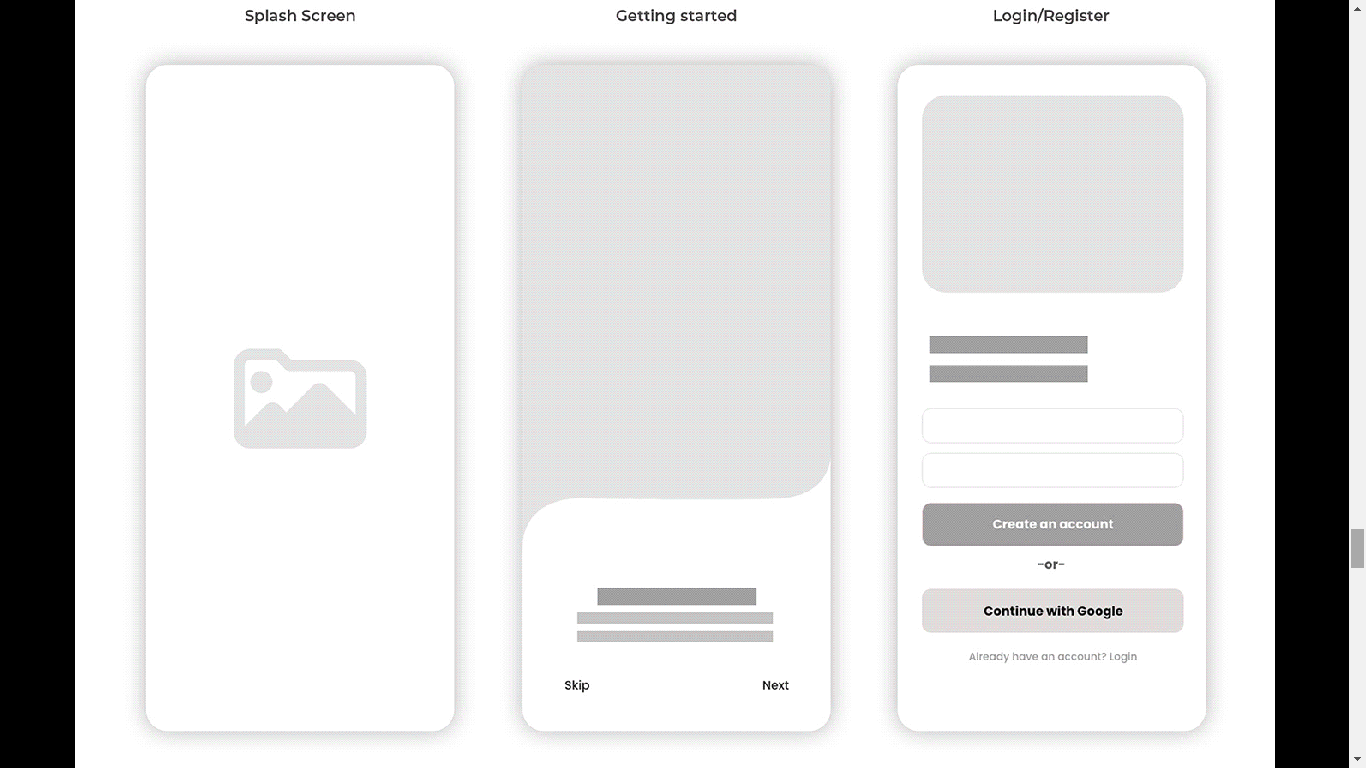 Splash Screen
Getting started
Login/Register
Skip
Next
Create an account
-or-
Continue with Google
Already have an account? Login